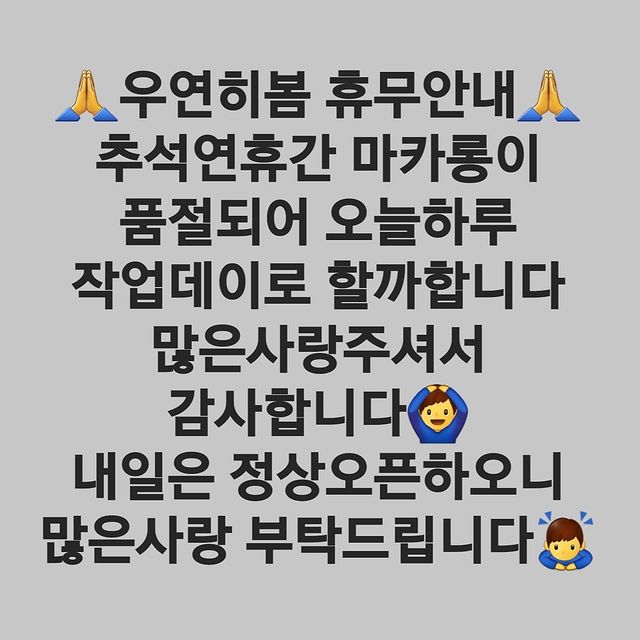 🙏우연히봄 휴무안내🙏
추석연휴간 마카롱이
품절되어 오늘하루
작업데이로 할까합니다
많은사랑주셔서
감사합니다🙆‍♂️
내일은 정상오픈하오니
많은사랑 부탁드립니다🙇‍♂️